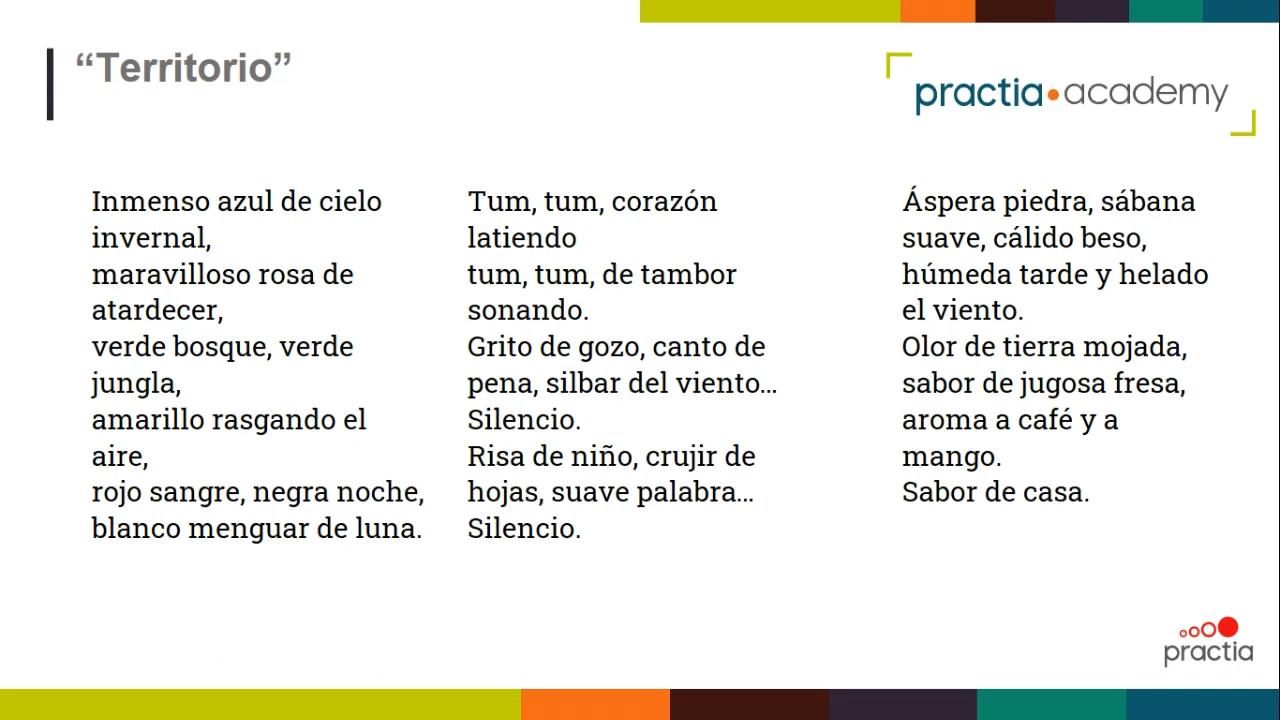 “Territorio”
practia academy
Inmenso azul de cielo
invernal,
maravilloso rosa de
atardecer,
verde bosque, verde
jungla,
amarillo rasgando el
aire,
rojo sangre, negra noche,
blanco menguar de luna.
Tum, tum, corazón
latiendo
tum, tum, de tambor
sonando.
Grito de gozo, canto de
pena, silbar del viento…
Silencio.
Risa de niño, crujir de
hojas, suave palabra…
Silencio.
Áspera piedra, sábana
suave, cálido beso,
húmeda tarde y helado
el viento.
Olor de tierra mojada,
sabor de jugosa fresa,
aroma a café y a
mango.
Sabor de casa.
practia